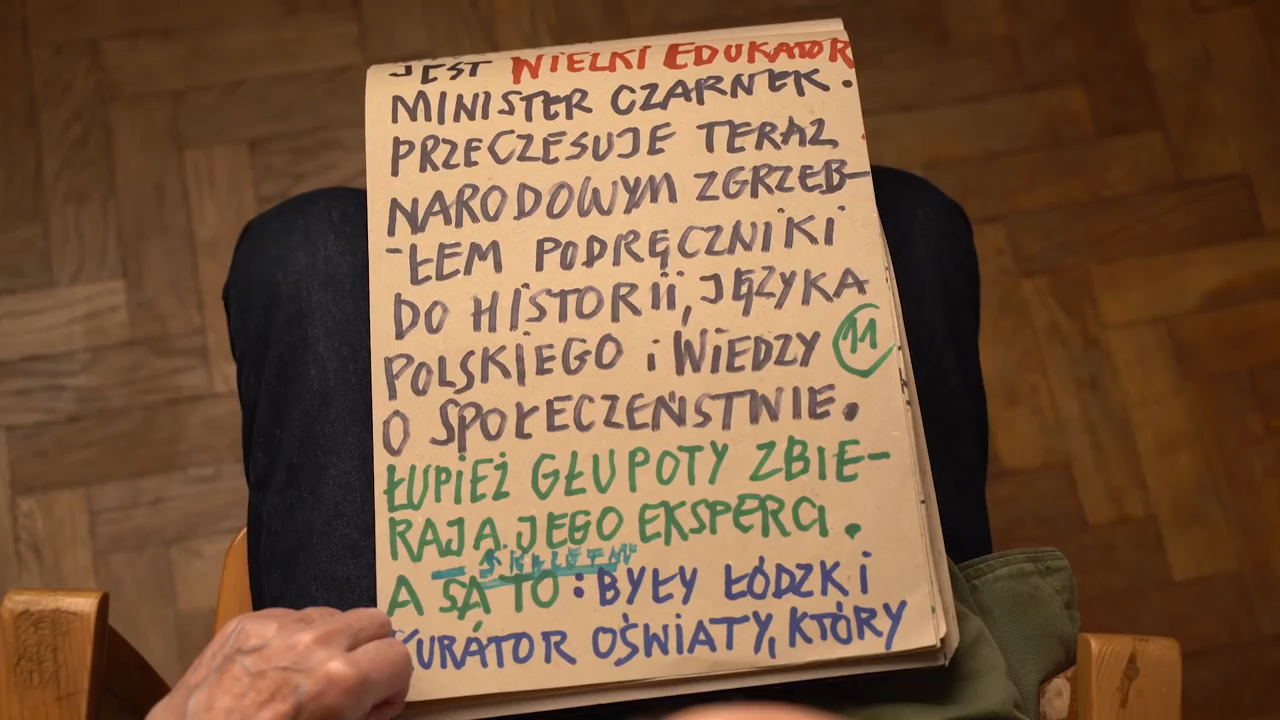 JEST WIELKI EDUKATOR
MINISTER CZARNEK.
PRZECZESUJE TERAZ
NARODOWYM ZGRZEB-
-ŁEM PODRĘCZNIKI
DO HISTORII, JĘZYKA
POLSKIEGO i WIEDZY 11
O SPOŁECZEŃSTWIE.
ŁUPIEŻ GŁUPOTY ZBIE-
RAJĄ JEGO EKSPERCI.
A SĄ TO: BYŁY ŁÓDZKI
KURATOR OŚWIATY, KTÓRY